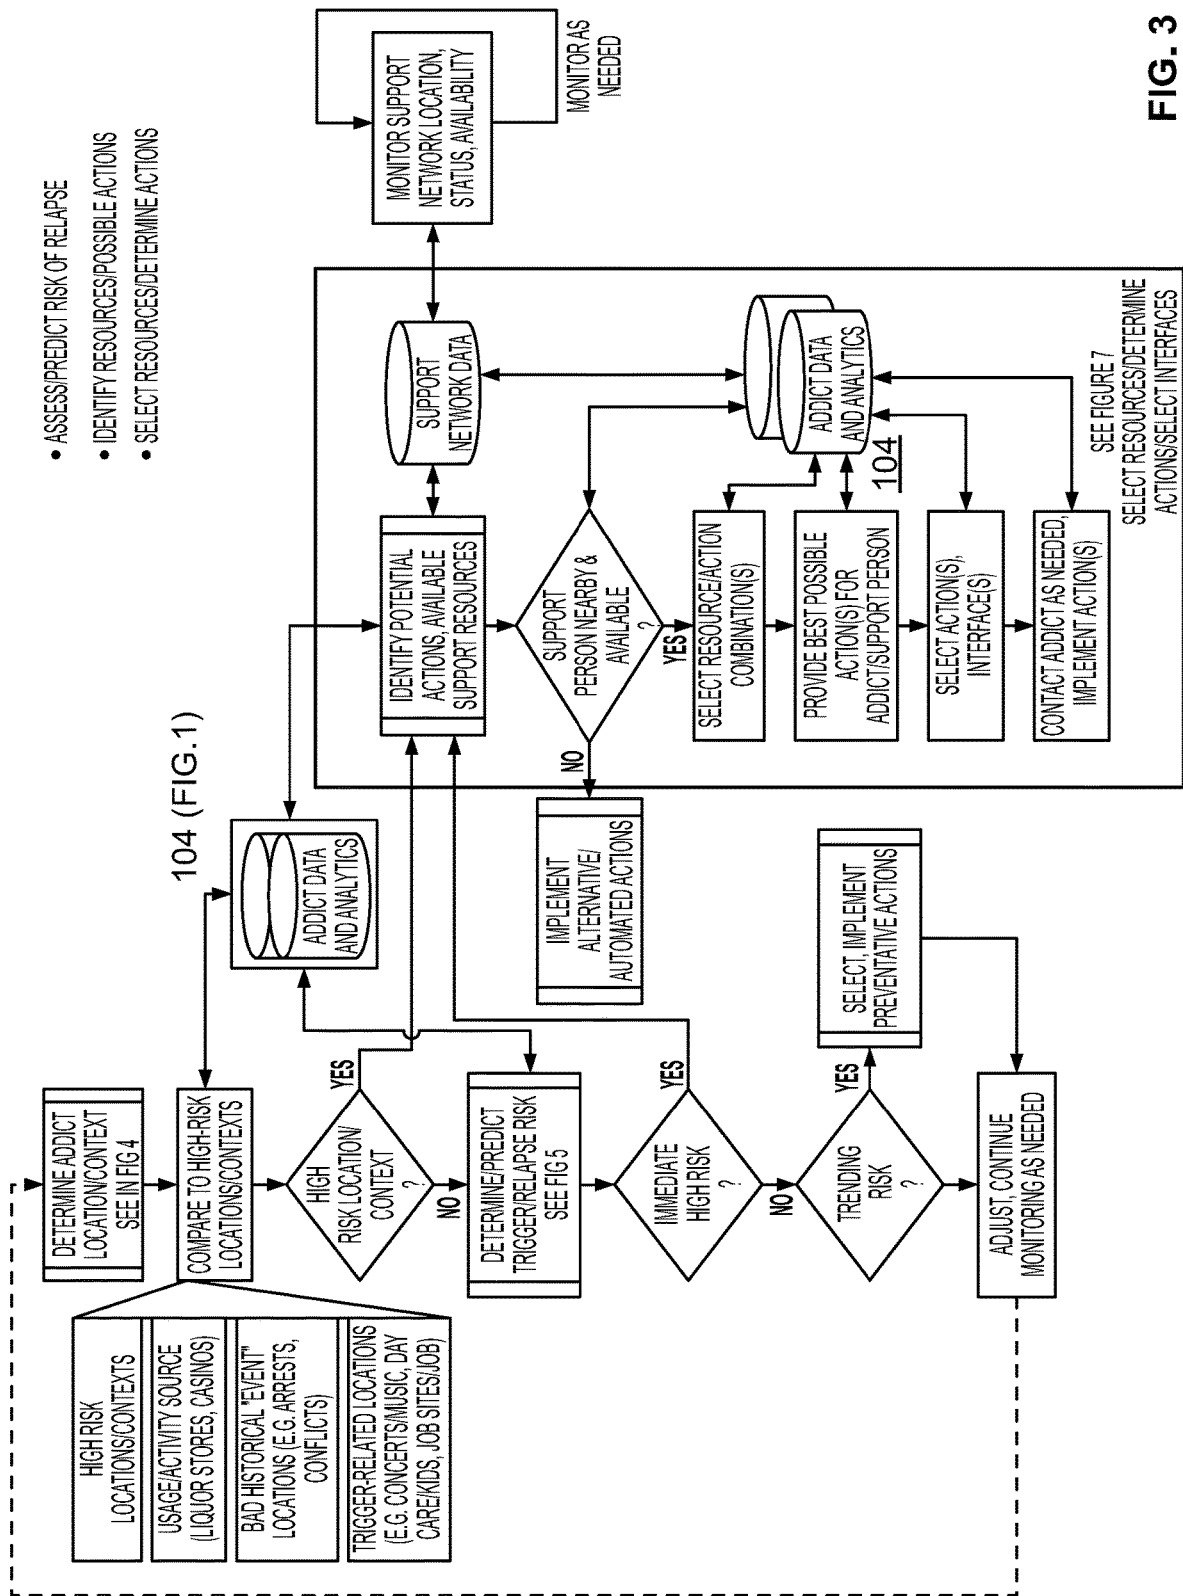 • ASSESS/PREDICT RISK OF RELAPSE
• IDENTIFY RESOURCES/POSSIBLE ACTIONS
• SELECT RESOURCES/DETERMINE ACTIONS
HIGH RISK
LOCATIONS/CONTEXTS
USAGE/ACTIVITY SOURCE
(LIQUOR STORES, CASINOS)
BAD HISTORICAL "EVENT"
LOCATIONS (E.G. ARRESTS,
CONFLICTS)
TRIGGER-RELATED LOCATIONS
(E.G. CONCERTS/MUSIC, DAY
CARE/KIDS, JOB SITES/JOB)
DETERMINE ADDICT
LOCATION/CONTEXT
SEE IN FIG 4
COMPARE TO HIGH-RISK
LOCATIONS/CONTEXTS
HIGH
RISK LOCATION/
CONTEXT
?
YES
NO
DETERMINE/PREDICT
TRIGGER/RELAPSE RISK
SEE FIG 5
IMMEDIATE
HIGH RISK
?
YES
NO
TRENDING
RISK
?
YES
SELECT, IMPLEMENT
PREVENTATIVE ACTIONS
ADJUST, CONTINUE
MONITORING AS NEEDED
104 (FIG.1)
ADDICT DATA
AND ANALYTICS
IDENTIFY POTENTIAL
ACTIONS, AVAILABLE
SUPPORT RESOURCES
SUPPORT
NETWORK DATA
MONITOR SUPPORT
NETWORK LOCATION,
STATUS, AVAILABILITY
MONITOR AS
NEEDED
SUPPORT
PERSON NEARBY &
AVAILABLE
?
NO
YES
IMPLEMENT
ALTERNATIVE/
AUTOMATED ACTIONS
SELECT RESOURCE/ACTION
COMBINATION(S)
PROVIDE BEST POSSIBLE
ACTION(S) FOR
ADDICT/SUPPORT PERSON
SELECT ACTION(S),
INTERFACE(S)
CONTACT ADDICT AS NEEDED,
IMPLEMENT ACTION(S)
ADDICT DATA
AND ANALYTICS
104
SEE FIGURE 7
SELECT RESOURCES/DETERMINE
ACTIONS/SELECT INTERFACES
FIG. 3